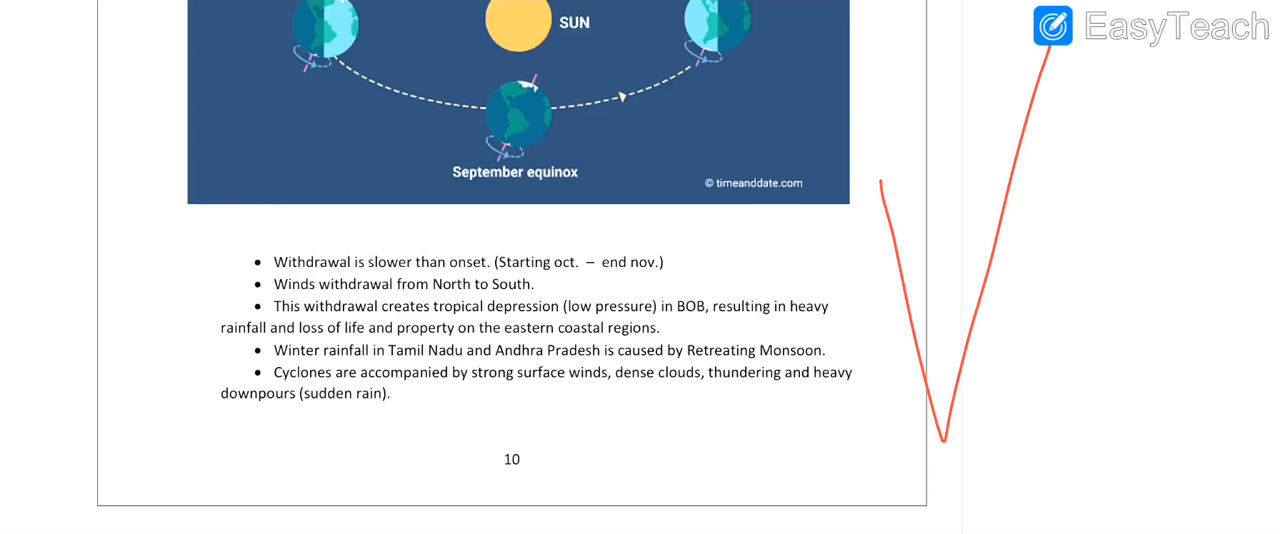 SUN
EasyTeach
September equinox
© timeanddate.com
• Withdrawal is slower than onset. (Starting oct. – end nov.)
• Winds withdrawal from North to South.
• This withdrawal creates tropical depression (low pressure) in BOB, resulting in heavy
rainfall and loss of life and property on the eastern coastal regions.
• Winter rainfall in Tamil Nadu and Andhra Pradesh is caused by Retreating Monsoon.
• Cyclones are accompanied by strong surface winds, dense clouds, thundering and heavy
downpours (sudden rain).
10